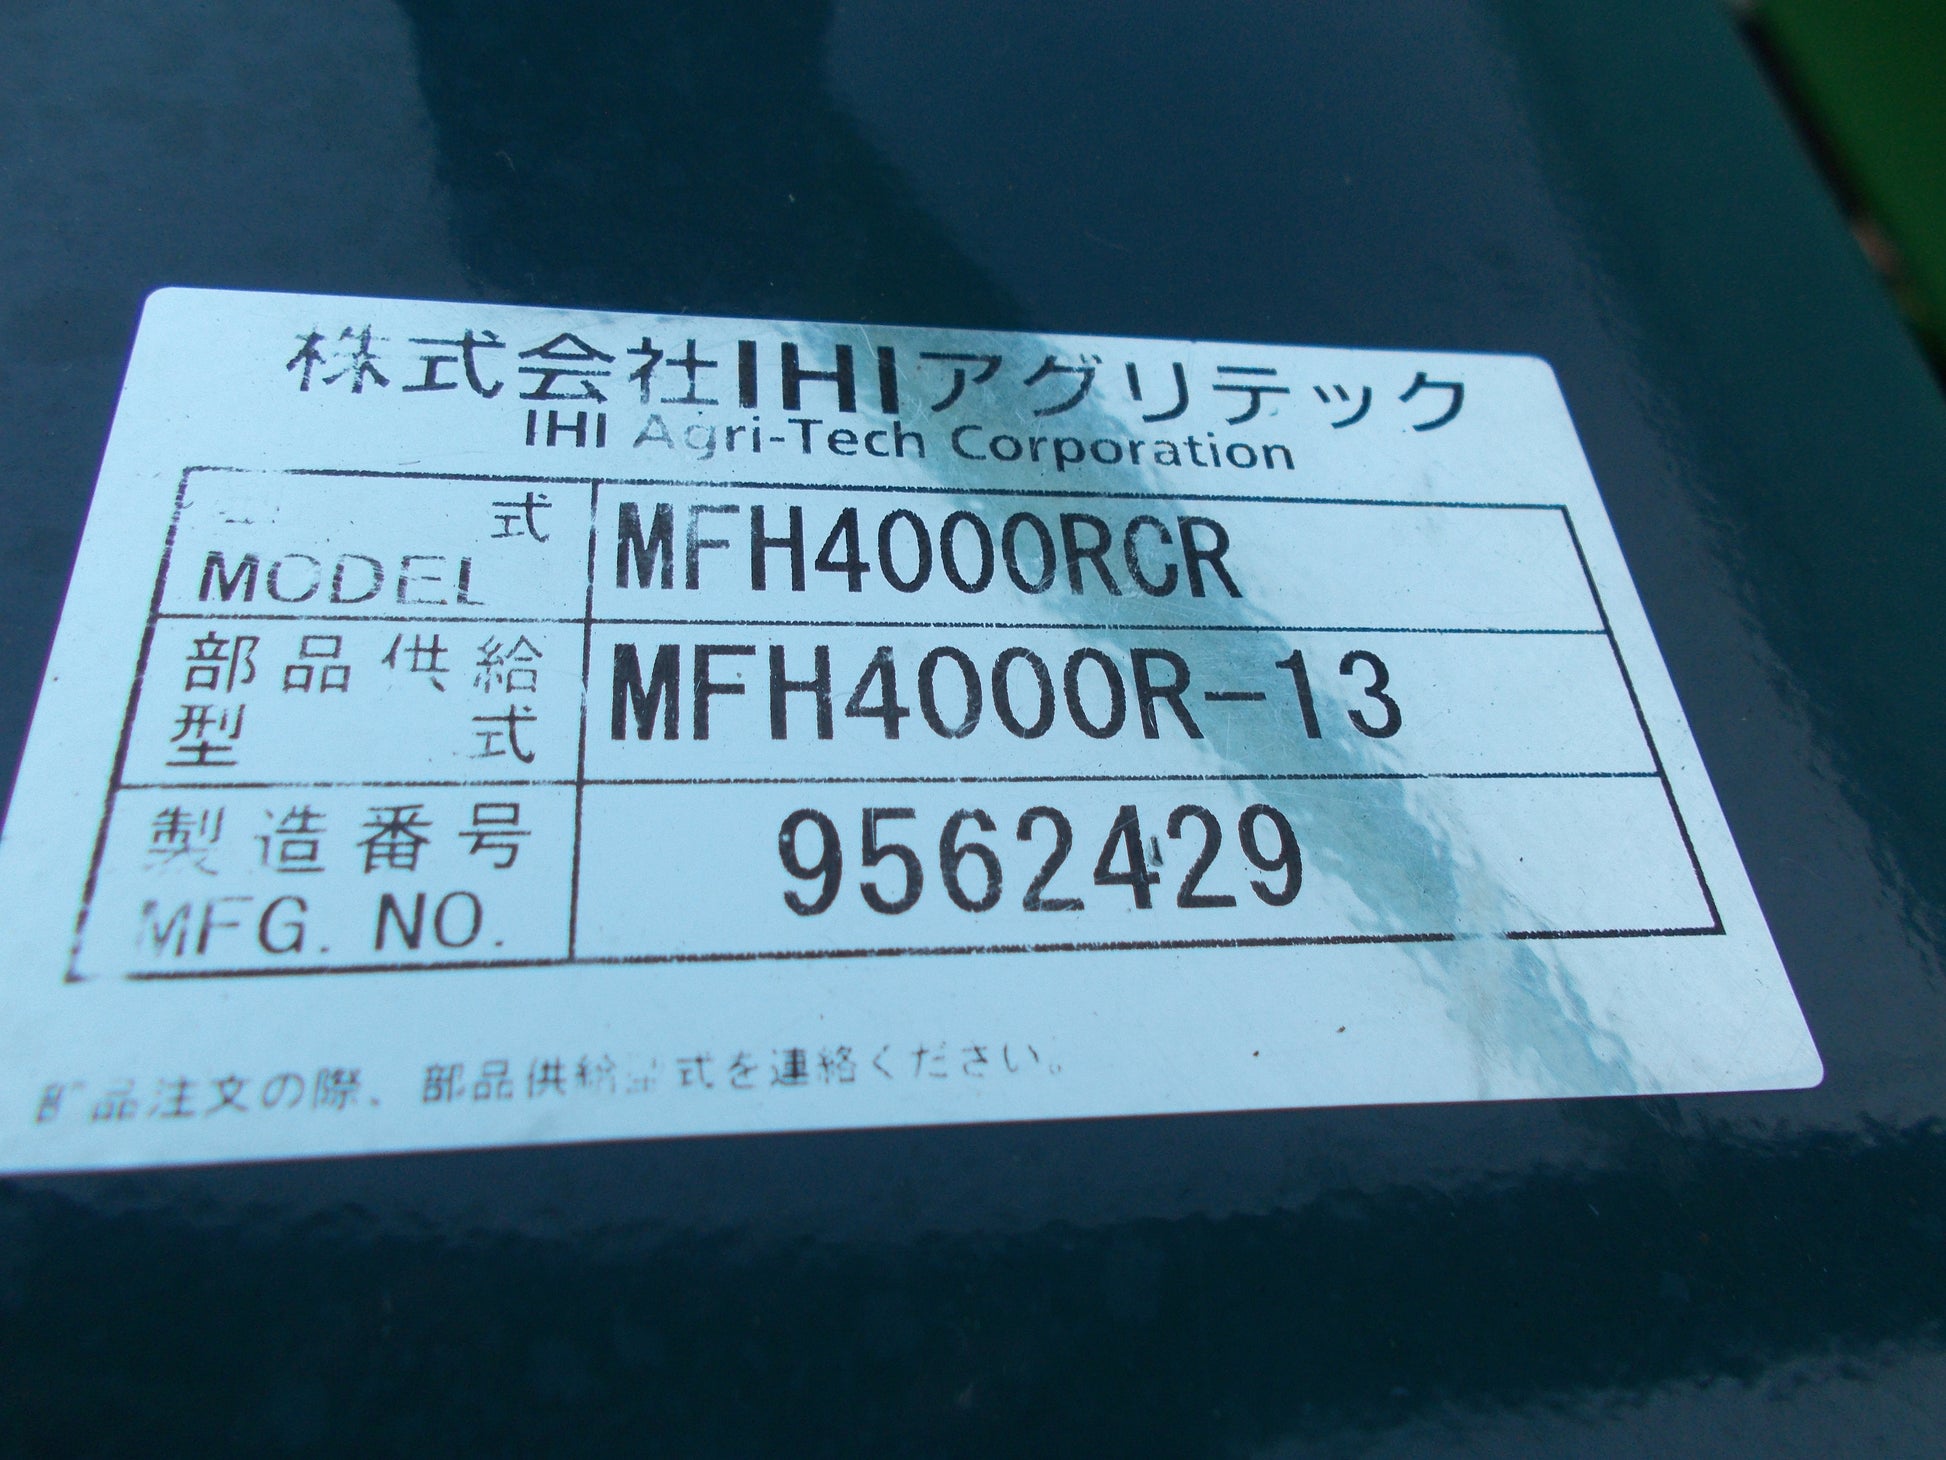 株式会社IHIアグリテック
IHI Agri-Tech Corporation
式 MFH4000RCR
MODEL
部品供給 MFH4000R-13
型式
製造番号 9562429
MFG. NO.
部品注文の際、部品供給型式を連絡ください。